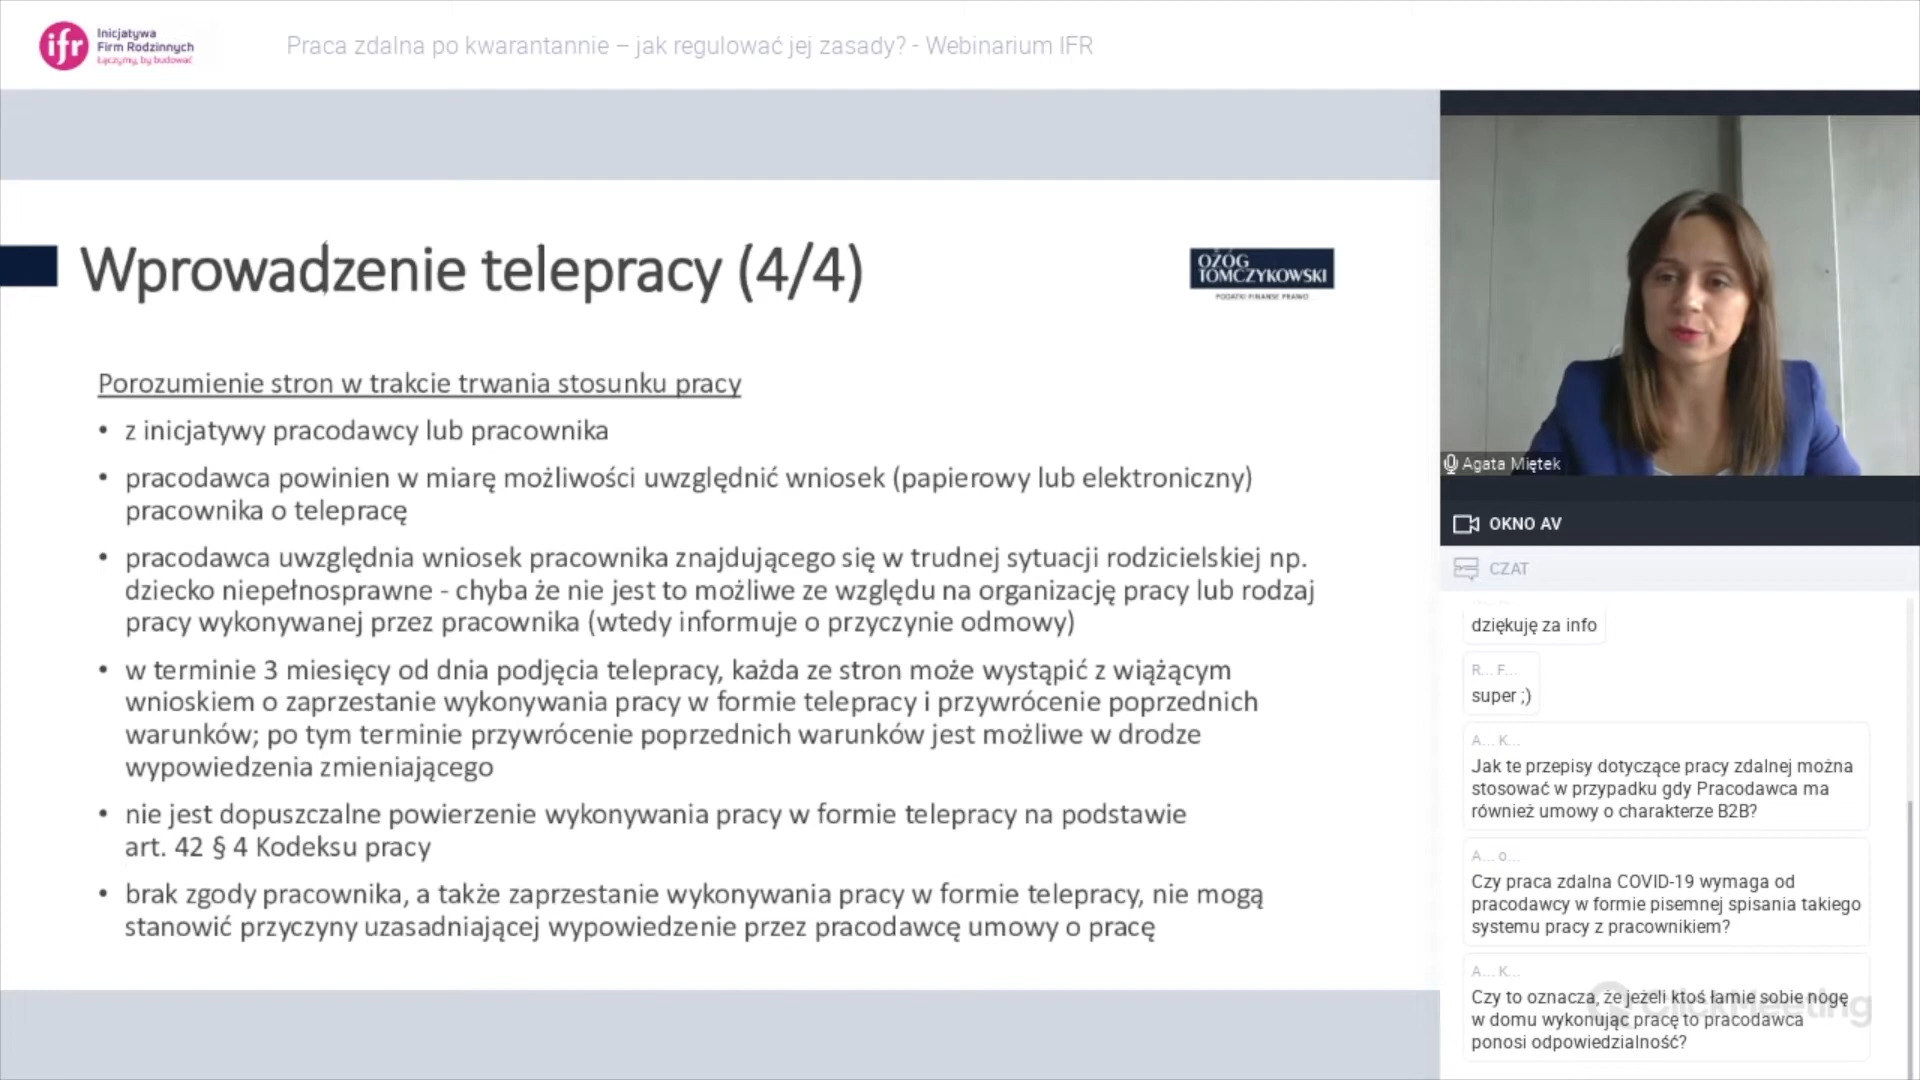 ifr
Inicjatywa
Firm Rodzinnych
Łączymy, by budować
Praca zdalna po kwarantannie – jak regulować jej zasady? - Webinarium IFR
Wprowadzenie telepracy (4/4)
OŻÓG
TOMCZYKOWSKI
PODATKI FINANSE PRAWO
Porozumienie stron w trakcie trwania stosunku pracy
• z inicjatywy pracodawcy lub pracownika
• pracodawca powinien w miarę możliwości uwzględnić wniosek (papierowy lub elektroniczny)
pracownika o telepracę
• pracodawca uwzględnia wniosek pracownika znajdującego się w trudnej sytuacji rodzicielskiej np.
dziecko niepełnosprawne - chyba że nie jest to możliwe ze względu na organizację pracy lub rodzaj
pracy wykonywanej przez pracownika (wtedy informuje o przyczynie odmowy)
• w terminie 3 miesięcy od dnia podjęcia telepracy, każda ze stron może wystąpić z wiążącym
wnioskiem o zaprzestanie wykonywania pracy w formie telepracy i przywrócenie poprzednich
warunków; po tym terminie przywrócenie poprzednich warunków jest możliwe w drodze
wypowiedzenia zmieniającego
• nie jest dopuszczalne powierzenie wykonywania pracy w formie telepracy na podstawie
art. 42 § 4 Kodeksu pracy
• brak zgody pracownika, a także zaprzestanie wykonywania pracy w formie telepracy, nie mogą
stanowić przyczyny uzasadniającej wypowiedzenie przez pracodawcę umowy o pracę
Agata Miętek
OKNO AV
CZAT
dziękuję za info
R... F...
super ;)
A... K...
Jak te przepisy dotyczące pracy zdalnej można
stosować w przypadku gdy Pracodawca ma
również umowy o charakterze B2B?
A... o...
Czy praca zdalna COVID-19 wymaga od
pracodawcy w formie pisemnej spisania takiego
systemu pracy z pracownikiem?
A... K...
Czy to oznacza, że jeżeli ktoś łamie sobie nogę
w domu wykonując pracę to pracodawca
ponosi odpowiedzialność?
ClickMeeting